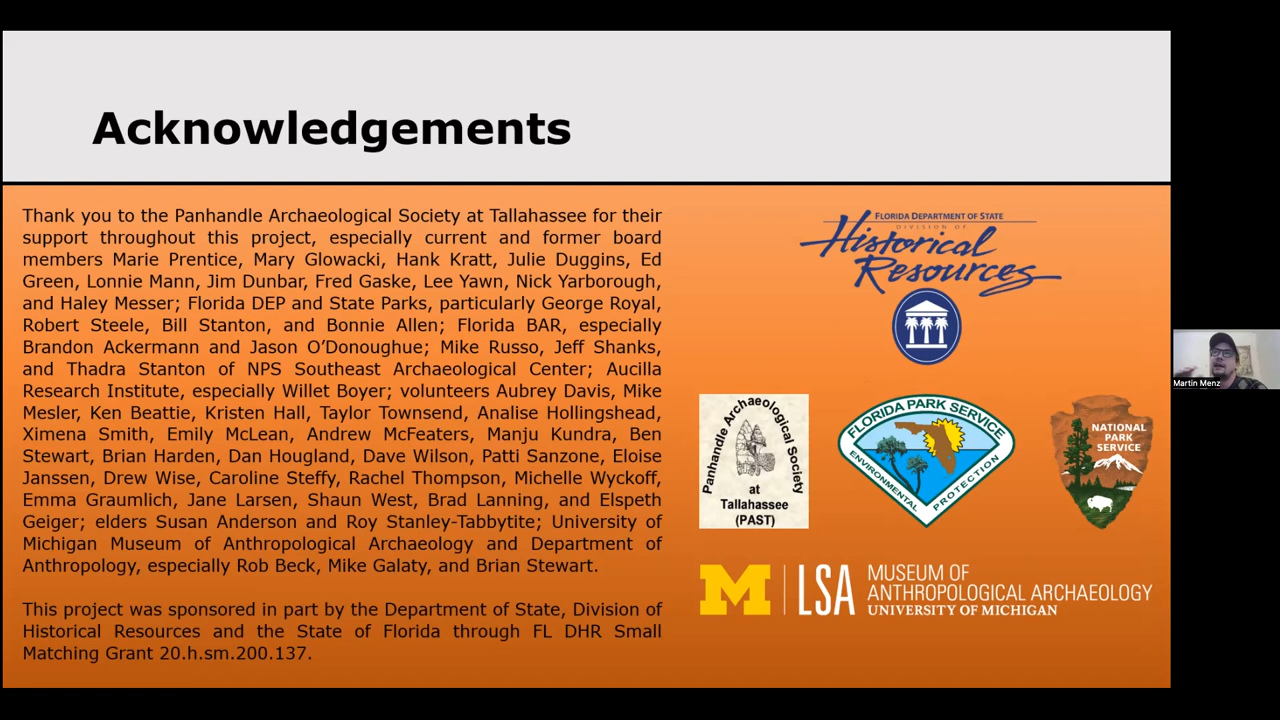 Acknowledgements
Thank you to the Panhandle Archaeological Society at Tallahassee for their
support throughout this project, especially current and former board
members Marie Prentice, Mary Glowacki, Hank Kratt, Julie Duggins, Ed
Green, Lonnie Mann, Jim Dunbar, Fred Gaske, Lee Yawn, Nick Yarborough,
and Haley Messer; Florida DEP and State Parks, particularly George Royal,
Robert Steele, Bill Stanton, and Bonnie Allen; Florida BAR, especially
Brandon Ackermann and Jason O’Donoughue; Mike Russo, Jeff Shanks,
and Thadra Stanton of NPS Southeast Archaeological Center; Aucilla
Research Institute, especially Willet Boyer; volunteers Aubrey Davis, Mike
Mesler, Ken Beattie, Kristen Hall, Taylor Townsend, Analise Hollingshead,
Ximena Smith, Emily McLean, Andrew McFeaters, Manju Kundra, Ben
Stewart, Brian Harden, Dan Hougland, Dave Wilson, Patti Sanzone, Eloise
Janssen, Drew Wise, Caroline Steffy, Rachel Thompson, Michelle Wyckoff,
Emma Graumlich, Jane Larsen, Shaun West, Brad Lanning, and Elspeth
Geiger; elders Susan Anderson and Roy Stanley-Tabbytite; University of
Michigan Museum of Anthropological Archaeology and Department of
Anthropology, especially Rob Beck, Mike Galaty, and Brian Stewart.
This project was sponsored in part by the Department of State, Division of
Historical Resources and the State of Florida through FL DHR Small
Matching Grant 20.h.sm.200.137.
FLORIDA DEPARTMENT OF STATE
DIVISION OF
Historical
Resources
Panhandle Archaeological Society
at
Tallahassee
(PAST)
FLORIDA PARK SERVICE
ENVIRONMENTAL PROTECTION
NATIONAL
PARK
SERVICE
M LSA
MUSEUM OF
ANTHROPOLOGICAL ARCHAEOLOGY
UNIVERSITY OF MICHIGAN
Martin Menz